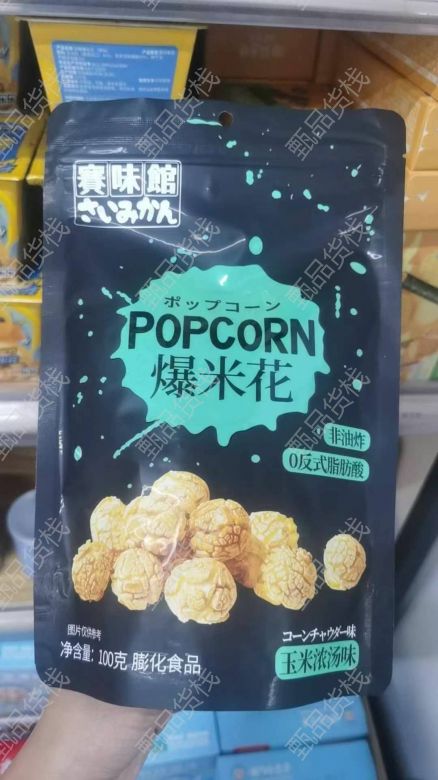 賽味館
さいみかん
ポップコーン
POPCORN
爆米花
非油炸
0反式脂肪酸
图片仅供参考
净含量: 100克 膨化食品
コーンチャウダー味
玉米浓汤味
甄品货栈